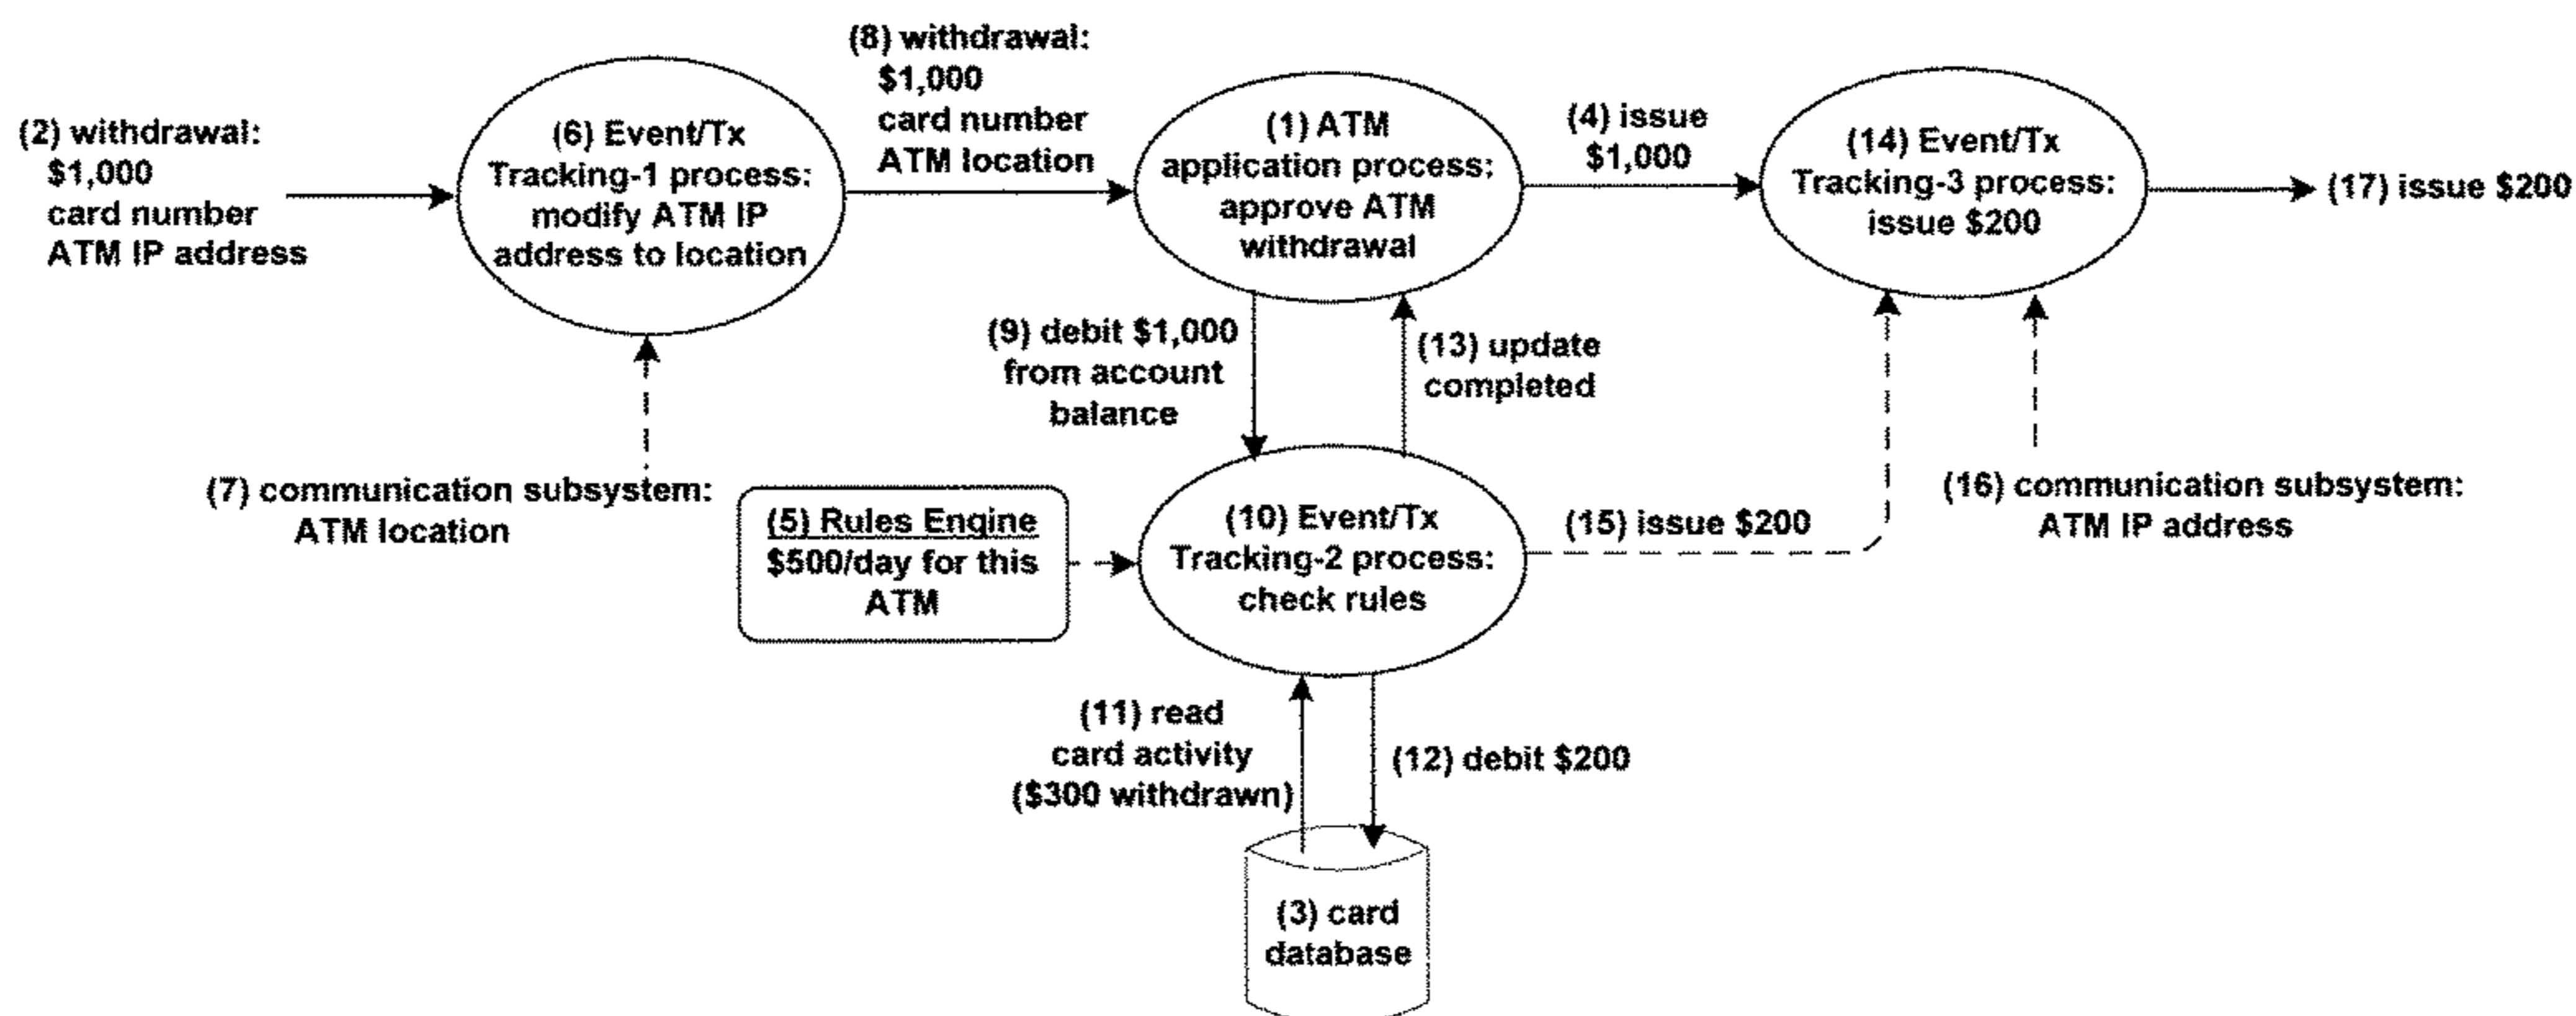 (2) withdrawal:
$1,000
card number
ATM IP address
(6) Event/Tx
Tracking-1 process:
modify ATM IP
address to location
(7) communication subsystem:
ATM location
(8) withdrawal:
$1,000
card number
ATM location
(1) ATM
application process:
approve ATM
withdrawal
(4) issue
$1,000
(14) Event/Tx
Tracking-3 process:
issue $200
(17) issue $200
(9) debit $1,000
from account
balance
(13) update
completed
(5) Rules Engine
$500/day for this
ATM
(10) Event/Tx
Tracking-2 process:
check rules
(15) issue $200
(16) communication subsystem:
ATM IP address
(11) read
card activity
($300 withdrawn)
(12) debit $200
(3) card
database